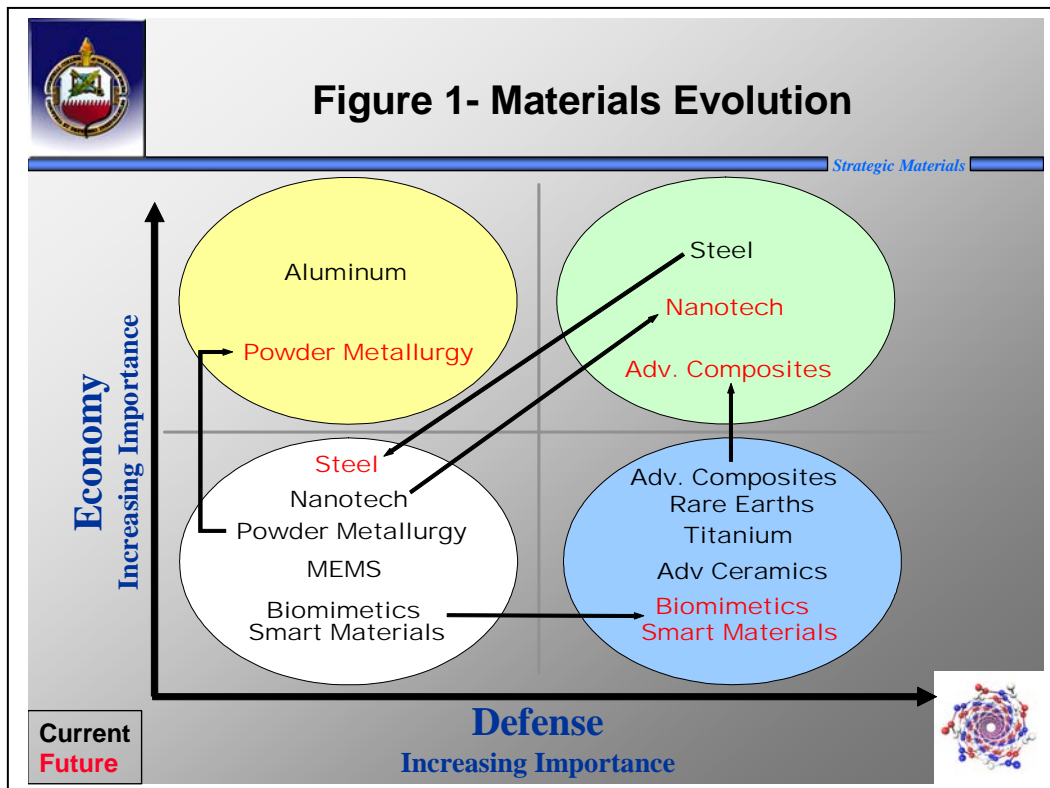 Figure 1- Materials Evolution
Strategic Materials
Aluminum
Powder Metallurgy
Steel
Nanotech
Adv. Composites
Steel
Nanotech
Powder Metallurgy
MEMS
Biomimetics
Smart Materials
Adv. Composites
Rare Earths
Titanium
Adv Ceramics
Biomimetics
Smart Materials
Economy
Increasing Importance
Defense
Increasing Importance
Current
Future